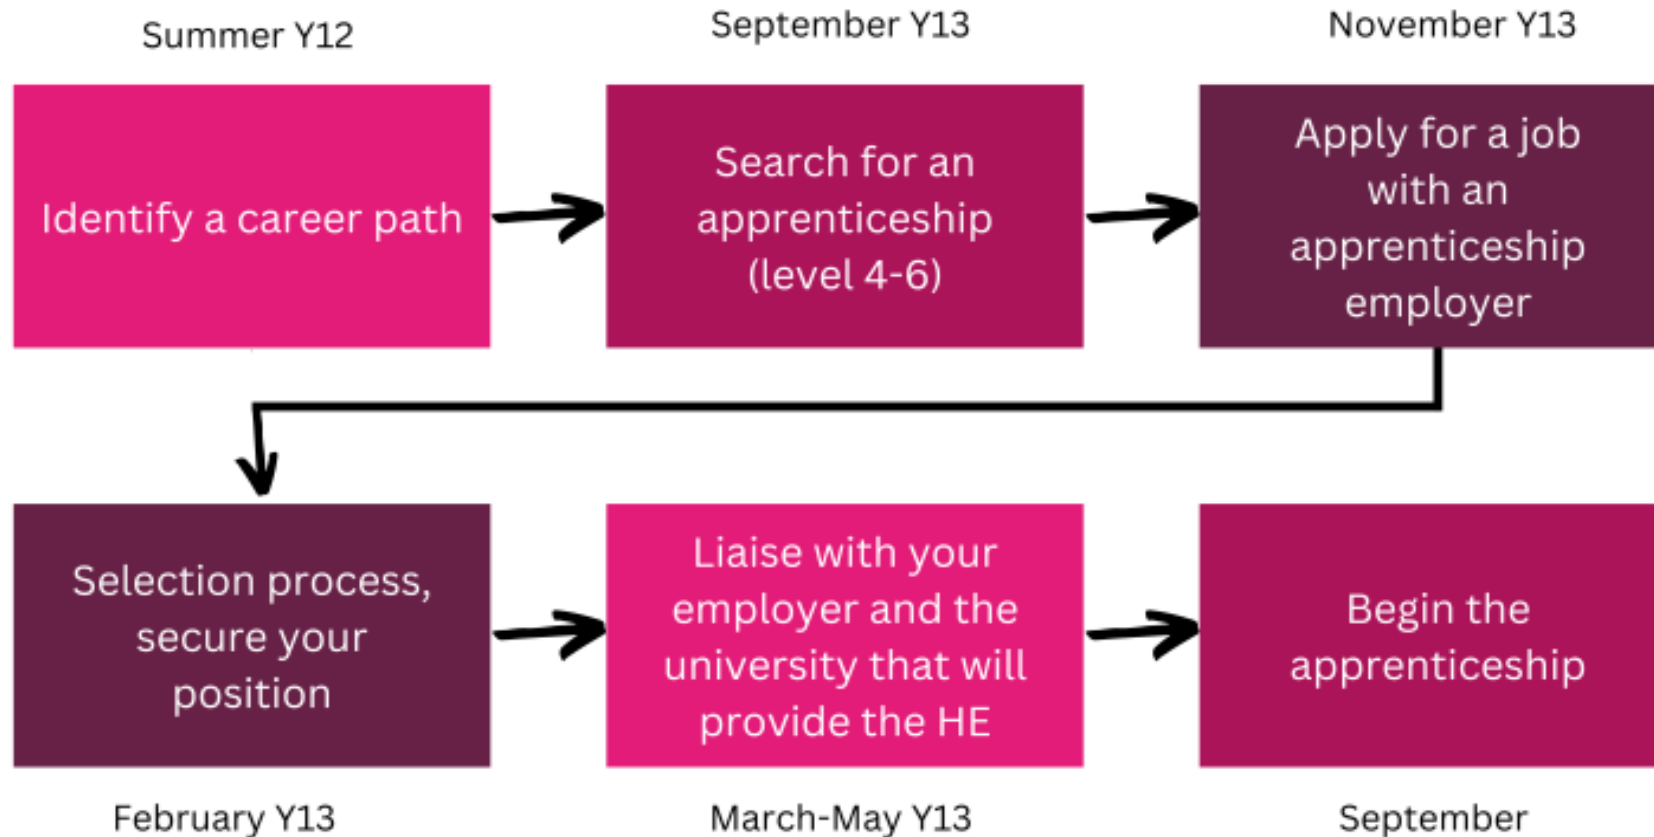 Summer Y12
September Y13
November Y13
Identify a career path
Search for an
apprenticeship
(level 4-6)
Apply for a job
with an
apprenticeship
employer
Selection process,
secure your
position
Liaise with your
employer and the
university that will
provide the HE
Begin the
apprenticeship
February Y13
March-May Y13
September